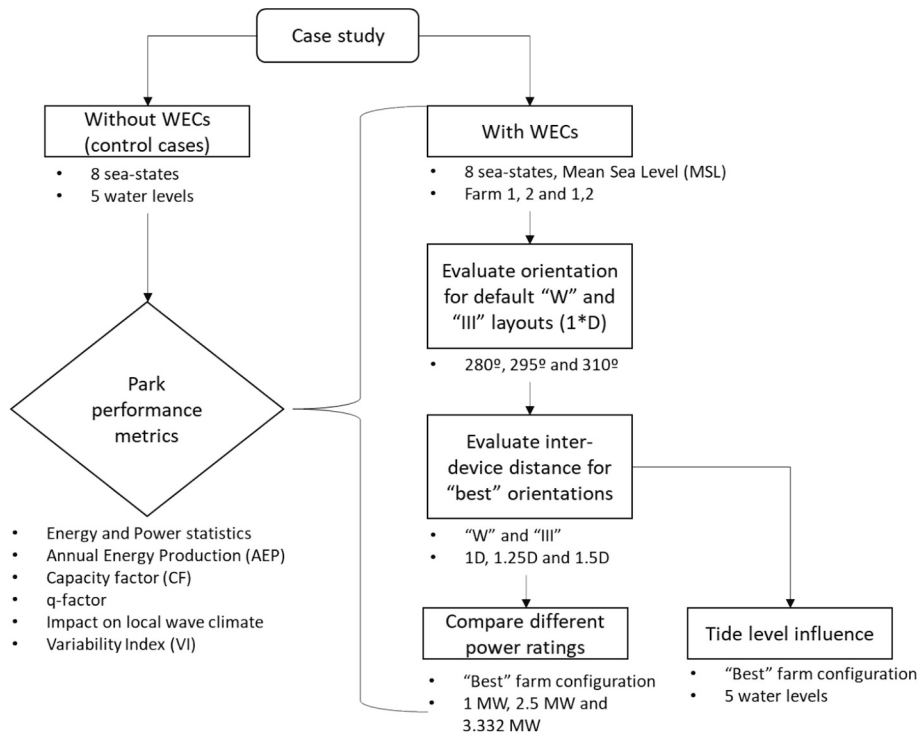 Case study
Without WECs
(control cases)
• 8 sea-states
• 5 water levels
Park
performance
metrics
• Energy and Power statistics
• Annual Energy Production (AEP)
• Capacity factor (CF)
• q-factor
• Impact on local wave climate
• Variability Index (VI)
With WECs
• 8 sea-states, Mean Sea Level (MSL)
• Farm 1, 2 and 1,2
Evaluate orientation
for default “W” and
“III” layouts (1*D)
• 280º, 295º and 310º
Evaluate inter-
device distance for
“best” orientations
• “W” and “III”
• 1D, 1.25D and 1.5D
Compare different
power ratings
• “Best” farm configuration
• 1 MW, 2.5 MW and
3.332 MW
Tide level influence
• “Best” farm configuration
• 5 water levels